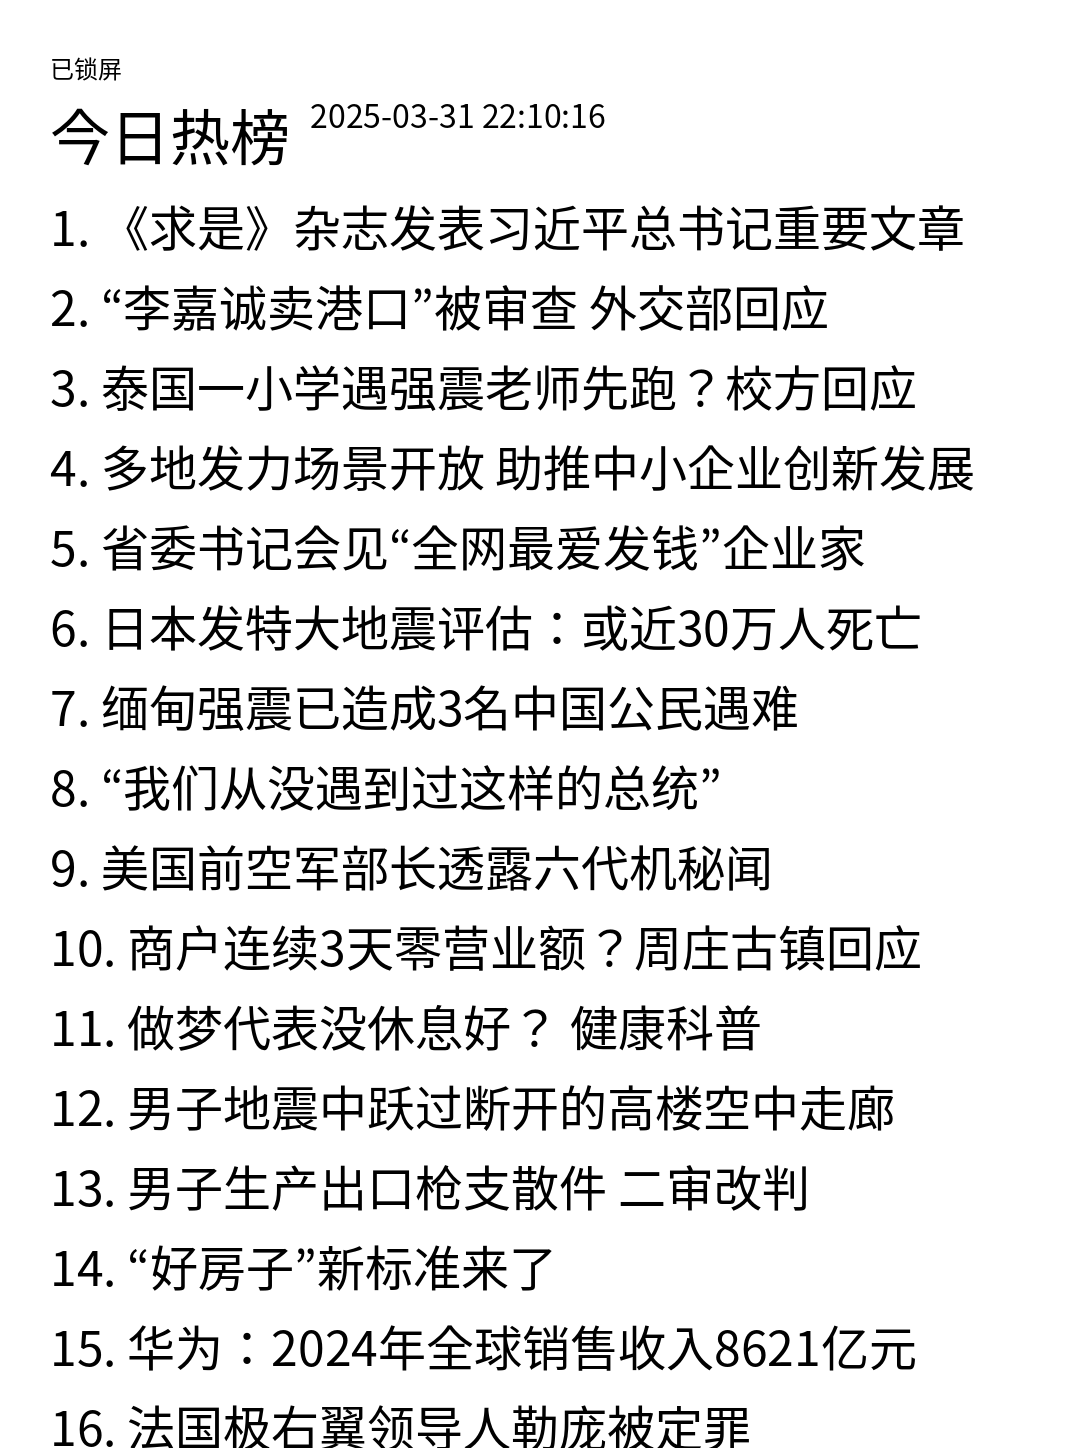 已锁屏
今日热榜 2025-03-31 22:10:16
1. 《求是》杂志发表习近平总书记重要文章
2. “李嘉诚卖港口”被审查 外交部回应
3. 泰国一小学遇强震老师先跑？校方回应
4. 多地发力场景开放 助推中小企业创新发展
5. 省委书记会见“全网最爱发钱”企业家
6. 日本发特大地震评估：或近30万人死亡
7. 缅甸强震已造成3名中国公民遇难
8. “我们从没遇到过这样的总统”
9. 美国前空军部长透露六代机秘闻
10. 商户连续3天零营业额？周庄古镇回应
11. 做梦代表没休息好？ 健康科普
12. 男子地震中跃过断开的高楼空中走廊
13. 男子生产出口枪支散件 二审改判
14. “好房子”新标准来了
15. 华为：2024年全球销售收入8621亿元
16. 法国极右翼领导人勒庞被定罪